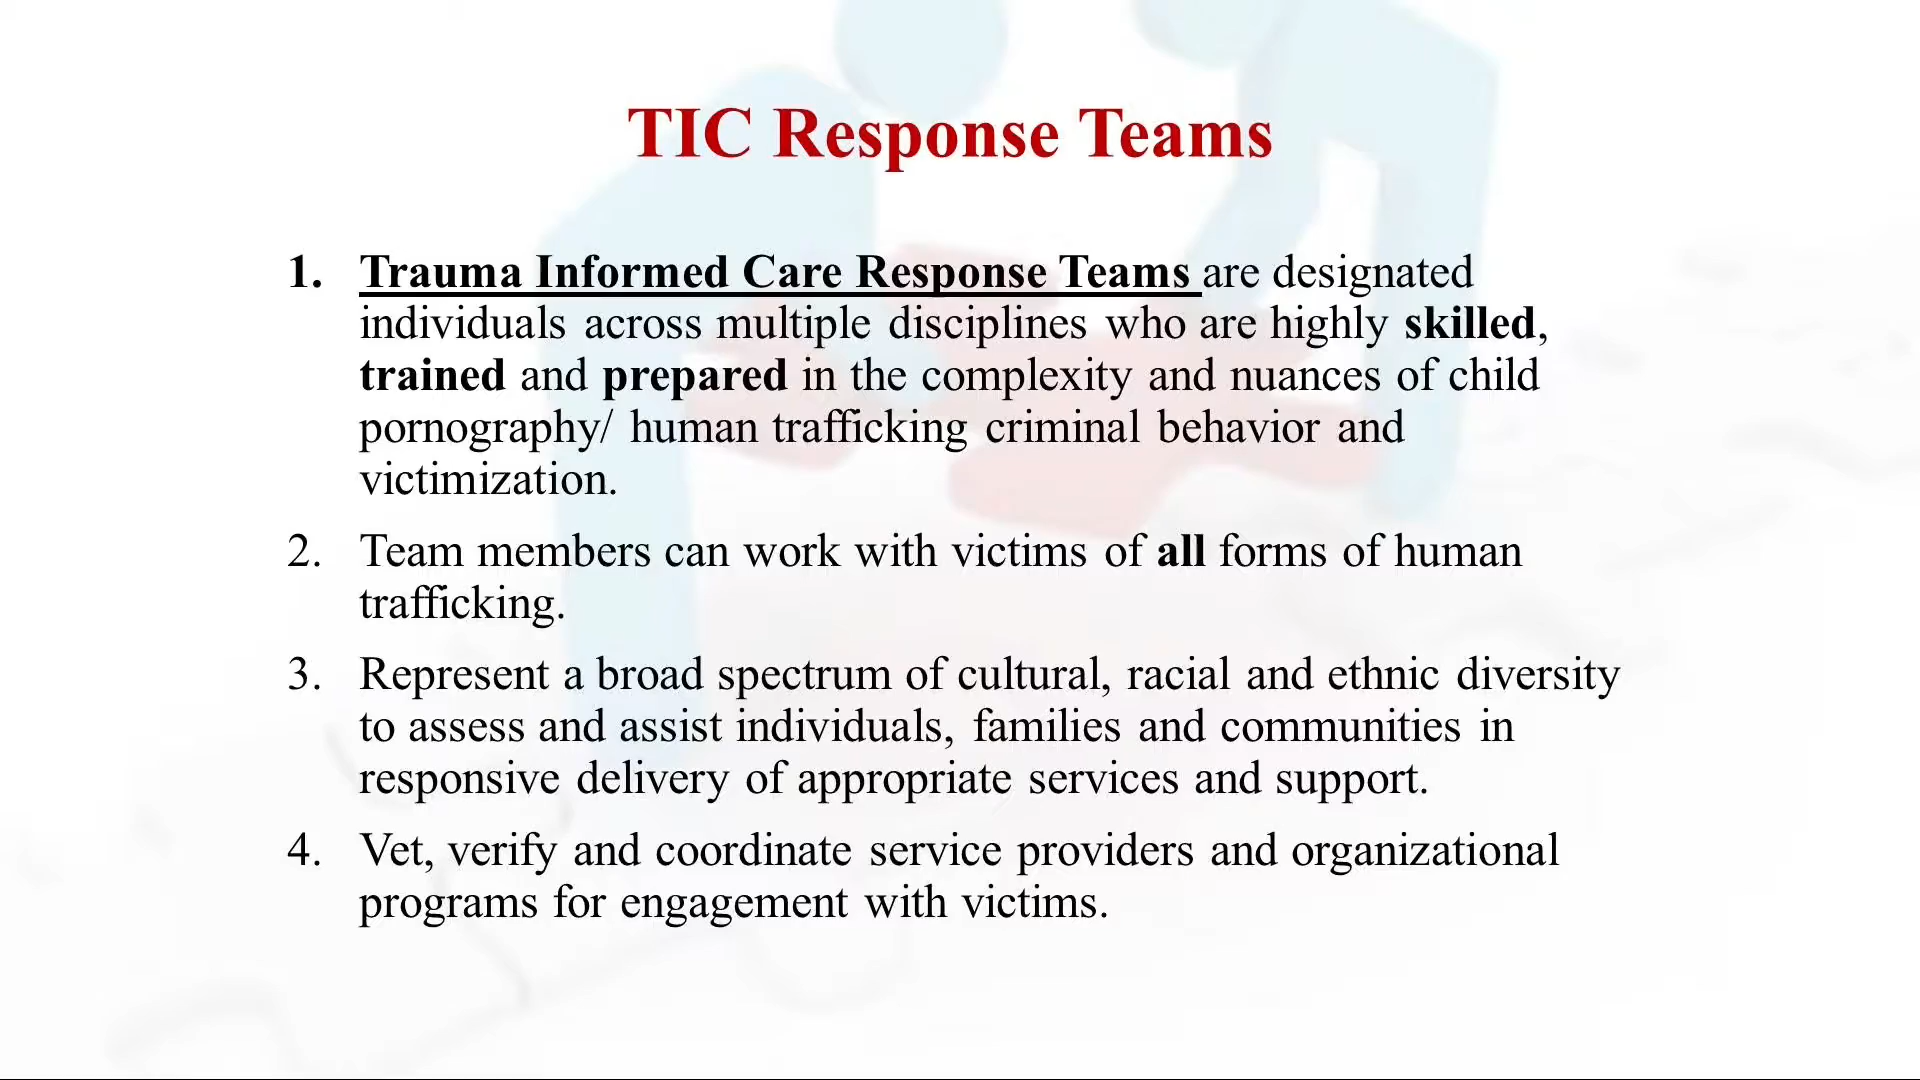 TIC Response Teams
1. Trauma Informed Care Response Teams are designated
individuals across multiple disciplines who are highly skilled,
trained and prepared in the complexity and nuances of child
pornography/ human trafficking criminal behavior and
victimization.
2. Team members can work with victims of all forms of human
trafficking.
3. Represent a broad spectrum of cultural, racial and ethnic diversity
to assess and assist individuals, families and communities in
responsive delivery of appropriate services and support.
4. Vet, verify and coordinate service providers and organizational
programs for engagement with victims.